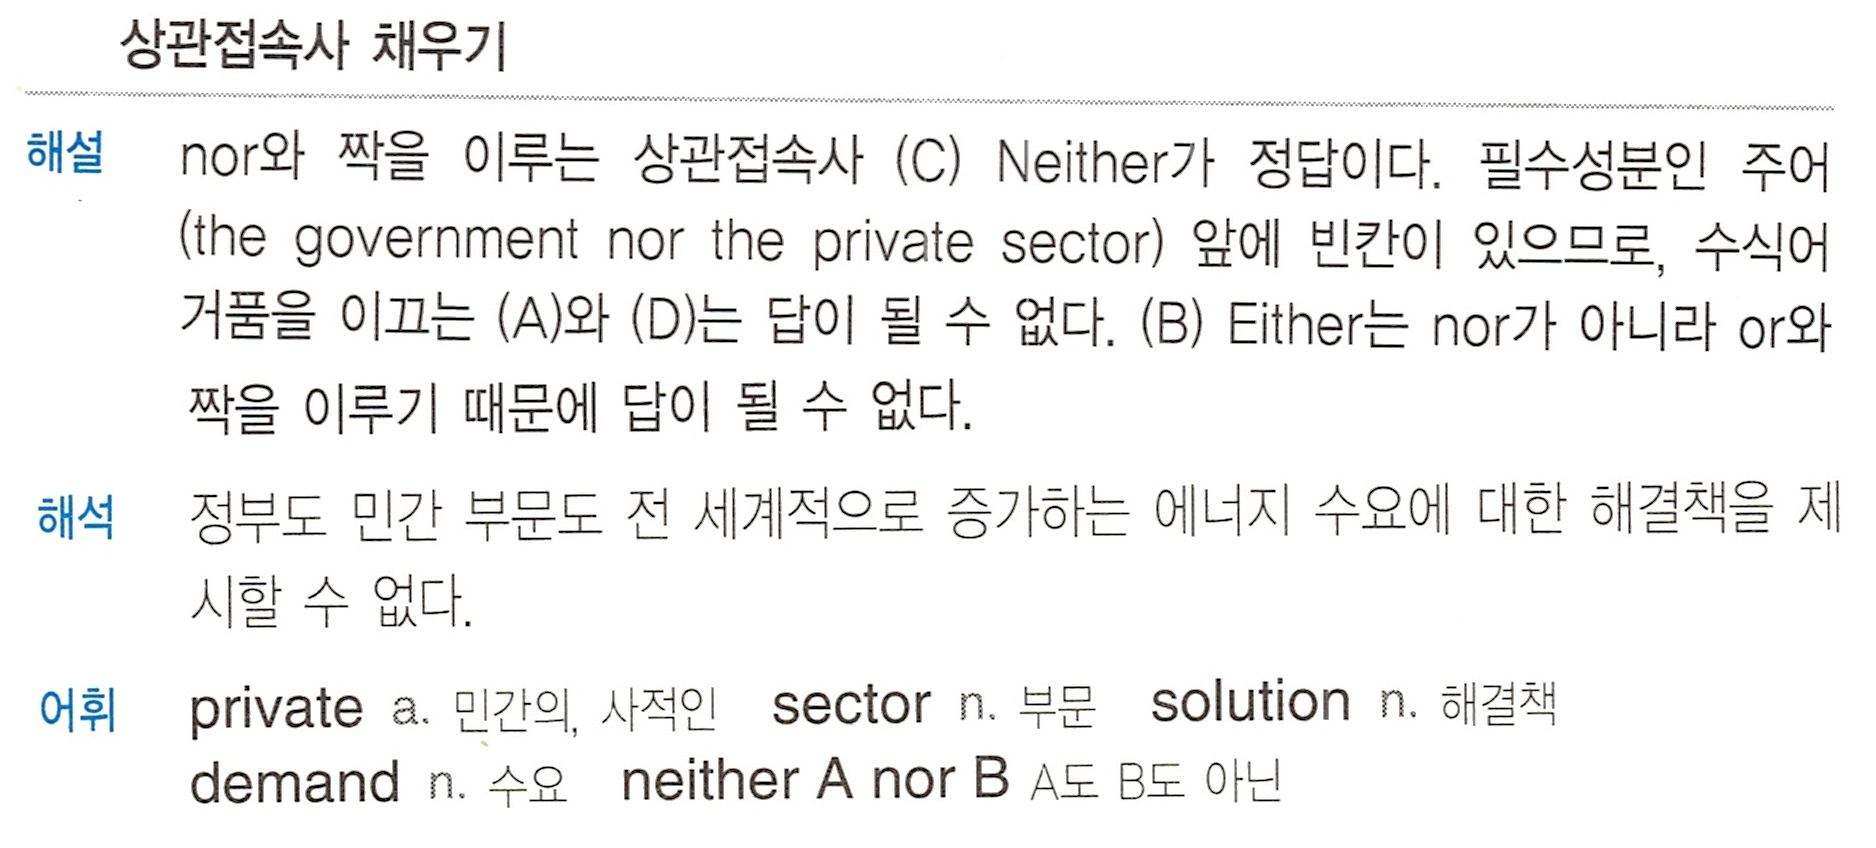 상관접속사 채우기
해설 nor와 짝을 이루는 상관접속사 (C) Neither가 정답이다. 필수성분인 주어
(the government nor the private sector) 앞에 빈칸이 있으므로, 수식어
거품을 이끄는 (A)와 (D)는 답이 될 수 없다. (B) Either는 nor가 아니라 or와
짝을 이루기 때문에 답이 될 수 없다.
해석 정부도 민간 부문도 전 세계적으로 증가하는 에너지 수요에 대한 해결책을 제
시할 수 없다.
어휘 private a. 민간의, 사적인 sector n. 부문 solution n. 해결책
demand n. 수요 neither A nor B A도 B도 아닌